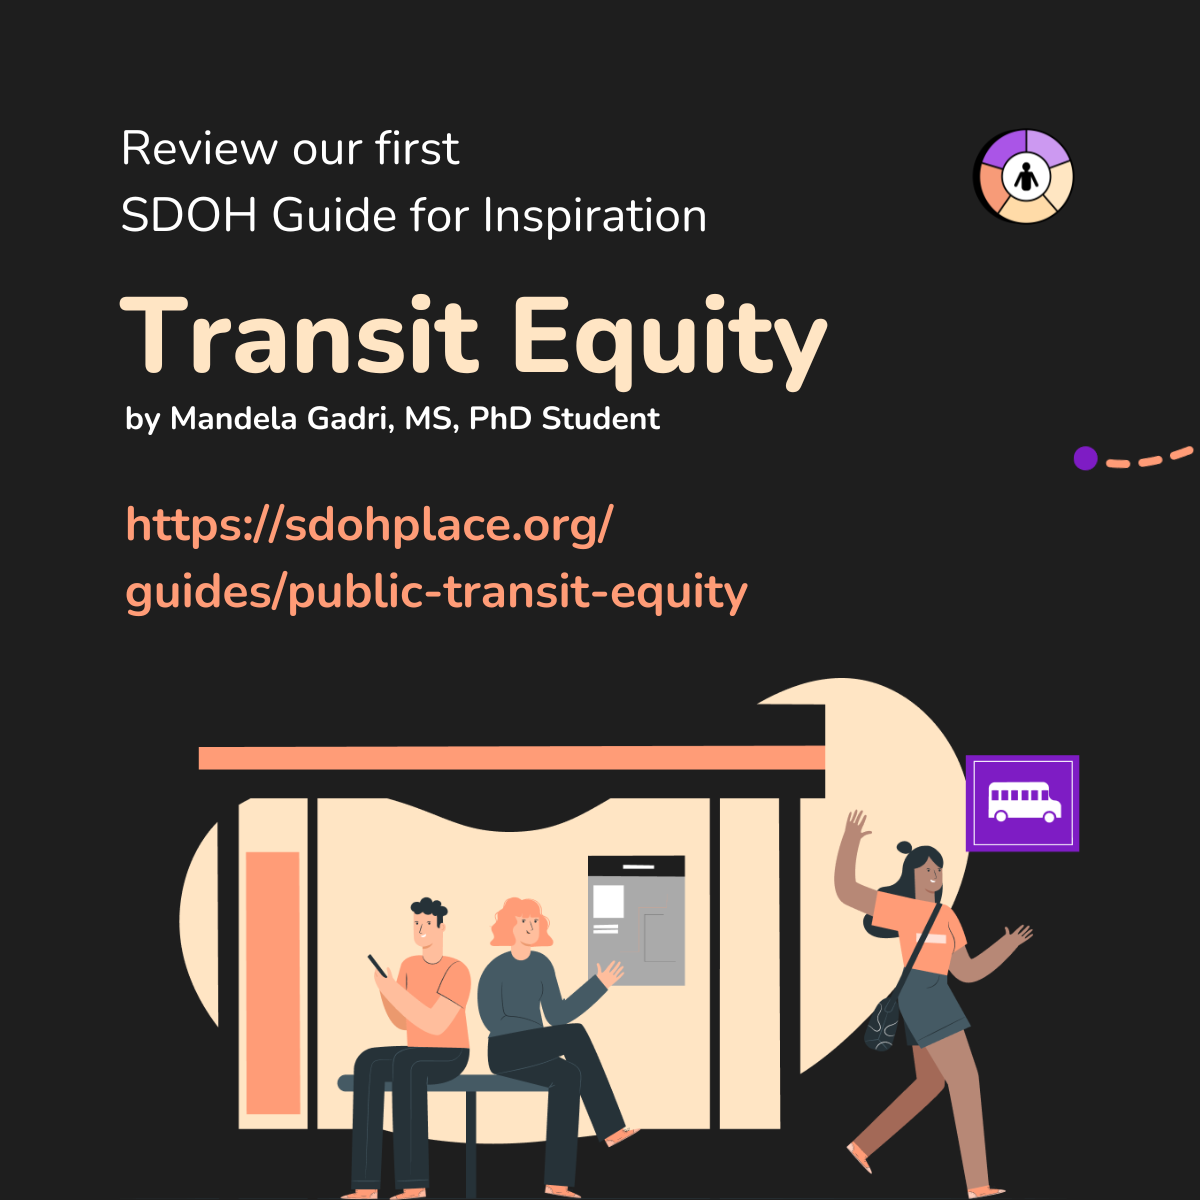 Review our first
SDOH Guide for Inspiration
Transit Equity
by Mandela Gadri, MS, PhD Student
https://sdohplace.org/
guides/public-transit-equity